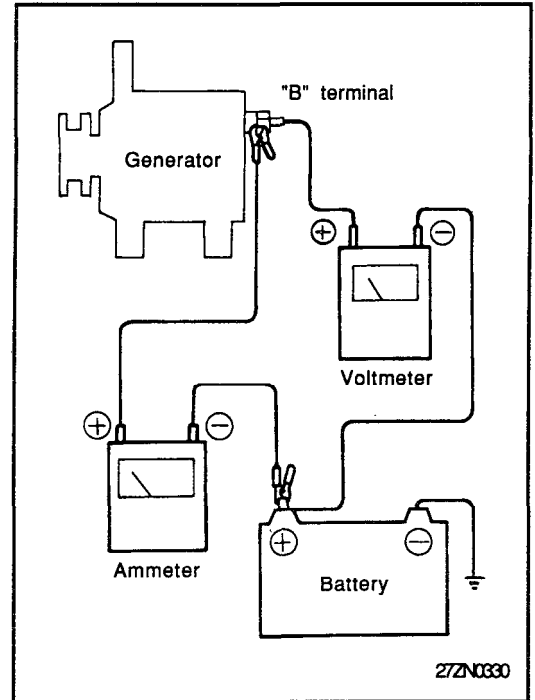 "B" terminal
Generator
⊕ ⊖
Voltmeter
⊕ ⊖
Ammeter
⊕ ⊖
Battery
27ZN0330